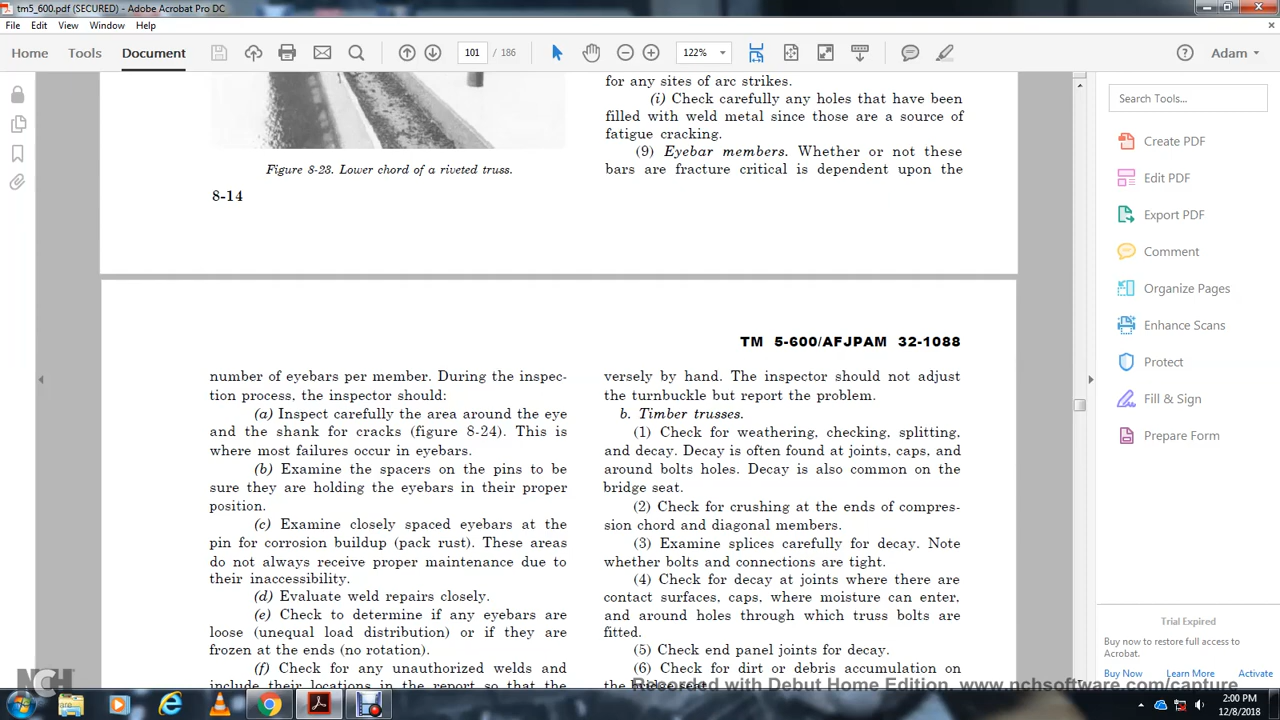 tm5_600.pdf (SECURED) - Adobe Acrobat Pro DC
File Edit View Window Help
Home Tools Document 101 / 186 122% Adam
for any sites of arc strikes.
(i) Check carefully any holes that have been
filled with weld metal since those are a source of
fatigue cracking.
(9) Eyebar members. Whether or not these
bars are fracture critical is dependent upon the
Figure 8-23. Lower chord of a riveted truss.
8-14
TM 5-600/AFJPAM 32-1088
number of eyebars per member. During the inspec-
tion process, the inspector should:
(a) Inspect carefully the area around the eye
and the shank for cracks (figure 8-24). This is
where most failures occur in eyebars.
(b) Examine the spacers on the pins to be
sure they are holding the eyebars in their proper
position.
(c) Examine closely spaced eyebars at the
pin for corrosion buildup (pack rust). These areas
do not always receive proper maintenance due to
their inaccessibility.
(d) Evaluate weld repairs closely.
(e) Check to determine if any eyebars are
loose (unequal load distribution) or if they are
frozen at the ends (no rotation).
(f) Check for any unauthorized welds and
include their locations in the report so that the
versely by hand. The inspector should not adjust
the turnbuckle but report the problem.
b. Timber trusses.
(1) Check for weathering, checking, splitting,
and decay. Decay is often found at joints, caps, and
around bolts holes. Decay is also common on the
bridge seat.
(2) Check for crushing at the ends of compres-
sion chord and diagonal members.
(3) Examine splices carefully for decay. Note
whether bolts and connections are tight.
(4) Check for decay at joints where there are
contact surfaces, caps, where moisture can enter,
and around holes through which truss bolts are
fitted.
(5) Check end panel joints for decay.
(6) Check for dirt or debris accumulation on
the
Search Tools...
Create PDF
Edit PDF
Export PDF
Comment
Organize Pages
Enhance Scans
Protect
Fill & Sign
Prepare Form
Trial Expired
Buy now to restore full access to
Acrobat.
Buy Now Learn More Activate
NCH
Recorded with Debut Home Edition. www.nchsoftware.com/capture
2:00 PM
12/8/2018